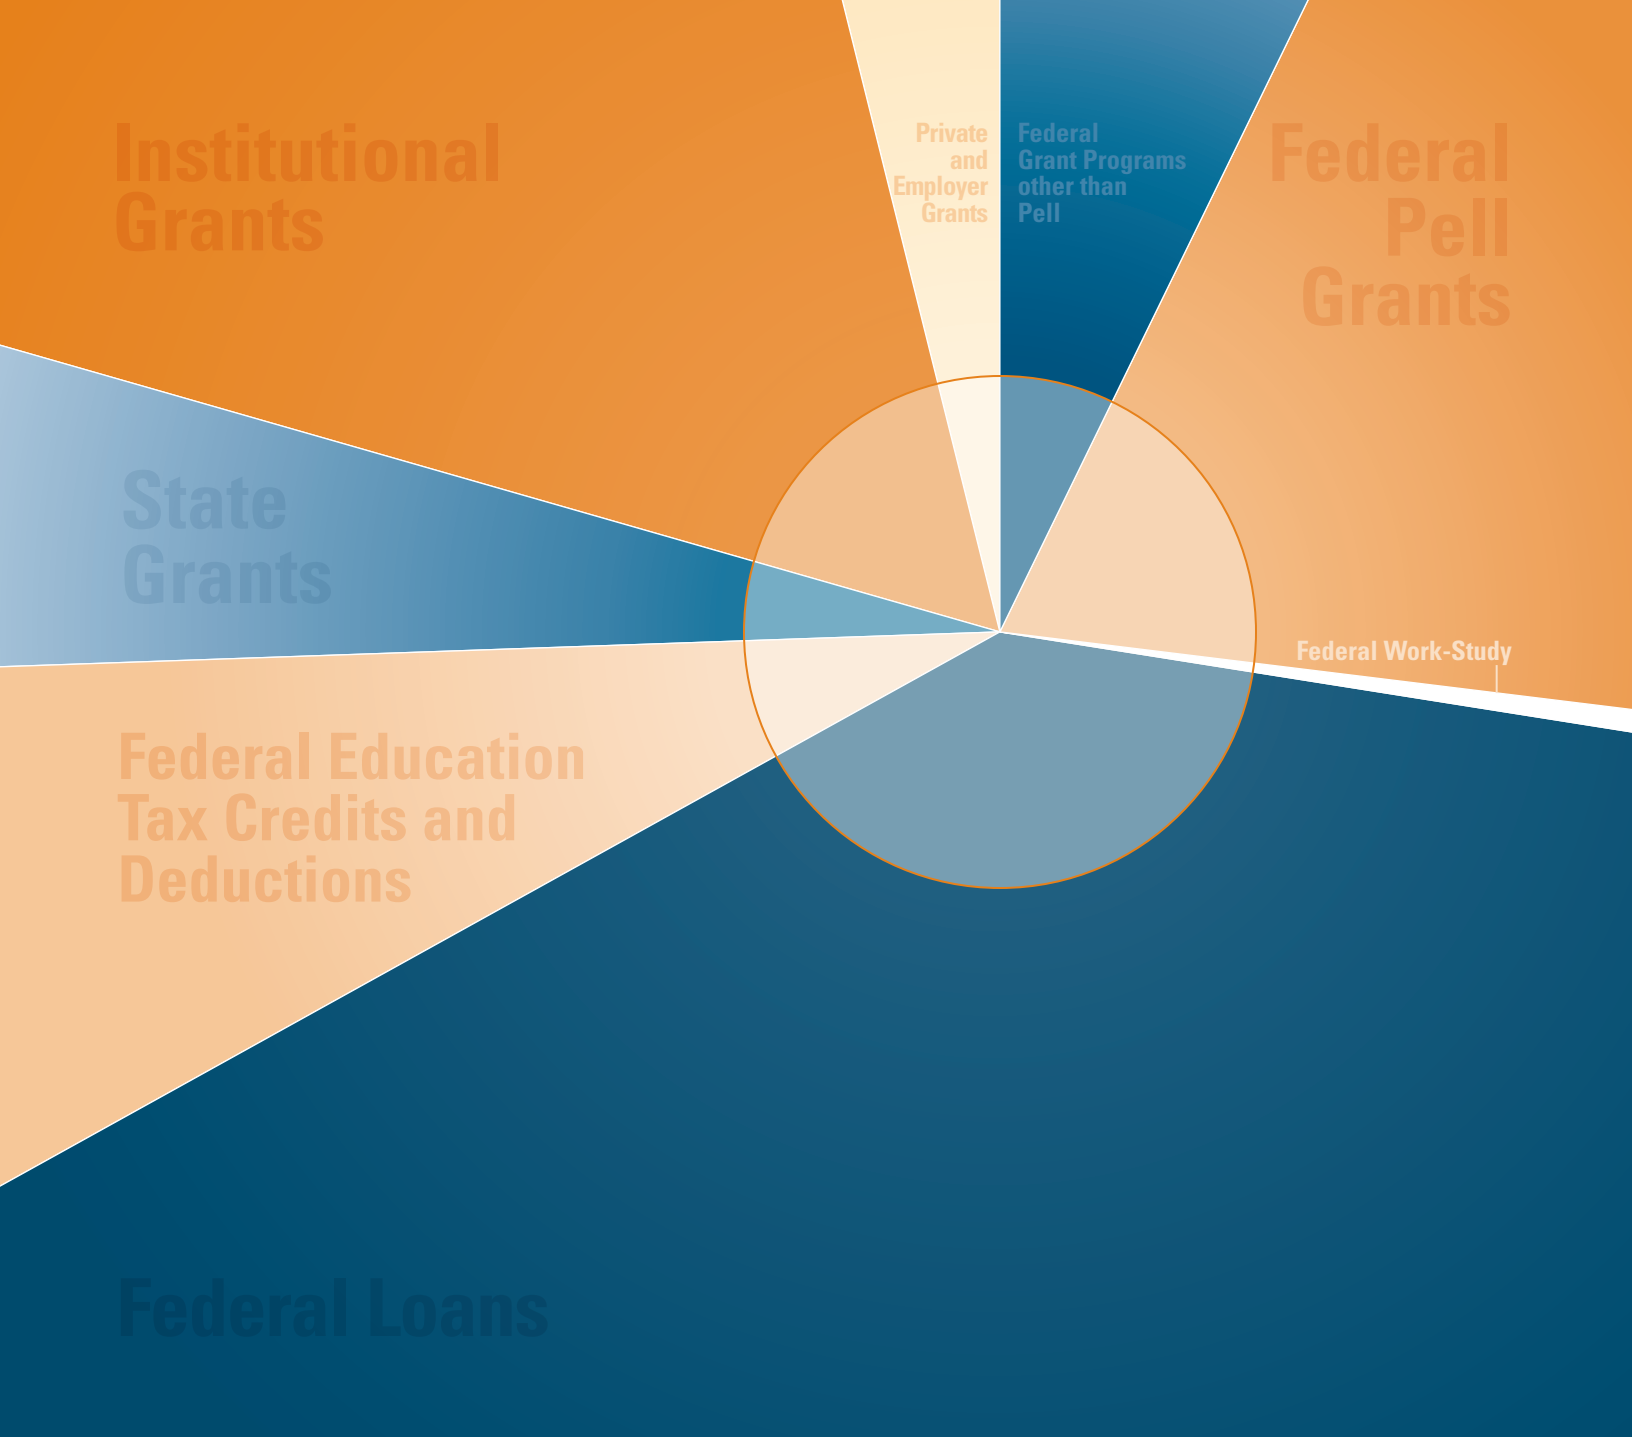 Institutional
Grants
Private
and
Employer
Grants
Federal
Grant Programs
other than
Pell
Federal
Pell
Grants
State
Grants
Federal Work-Study
Federal Education
Tax Credits and
Deductions
Federal Loans